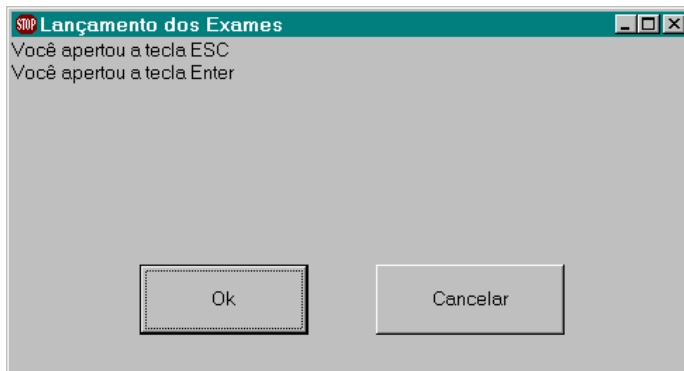 STOP Lançamento dos Exames
Você apertou a tecla ESC
Você apertou a tecla Enter
Ok Cancelar